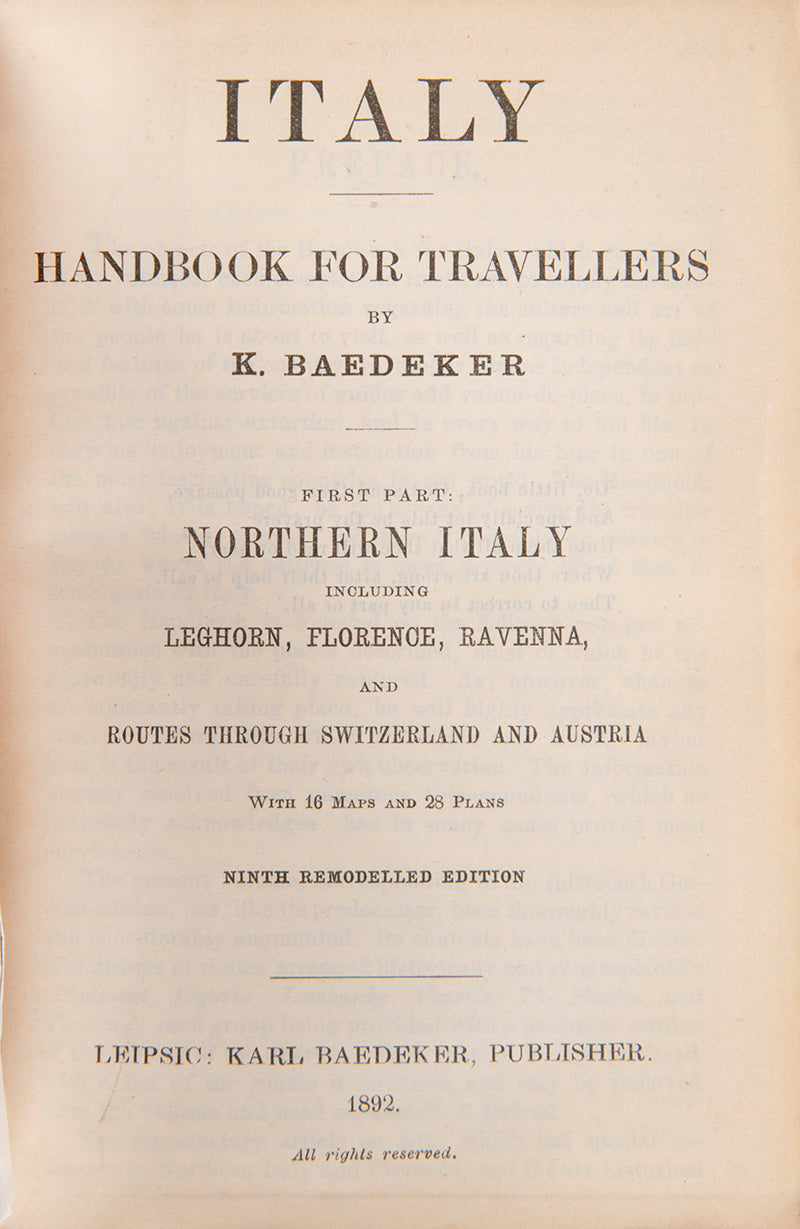 ITALY
HANDBOOK FOR TRAVELLERS
BY
K. BAEDEKER
FIRST PART:
NORTHERN ITALY
INCLUDING
LEGHORN, FLORENCE, RAVENNA,
AND
ROUTES THROUGH SWITZERLAND AND AUSTRIA
WITH 16 MAPS AND 28 PLANS
NINTH REMODELLED EDITION
LEIPSIC: KARL BAEDEKER, PUBLISHER.
1892.
All rights reserved.